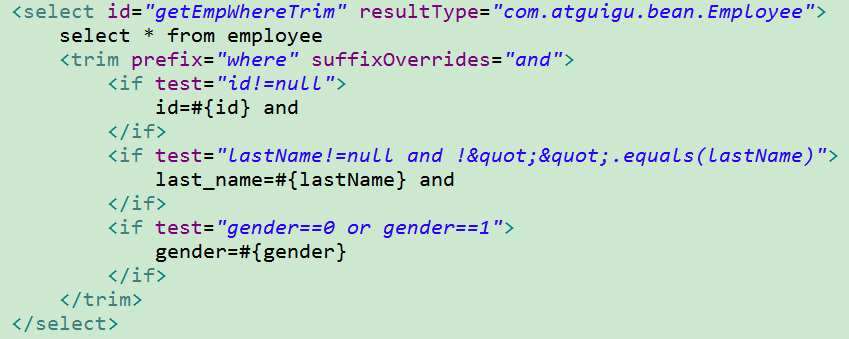 <select id="getEmpWhereTrim" resultType="com.atguigu.bean.Employee">
select * from employee
<trim prefix="where" suffixOverrides="and">
<if test="id!=null">
id=#{id} and
</if>
<if test="lastName!=null and !&quot;&quot;.equals(lastName)">
last_name=#{lastName} and
</if>
<if test="gender==0 or gender==1">
gender=#{gender}
</if>
</trim>
</select>